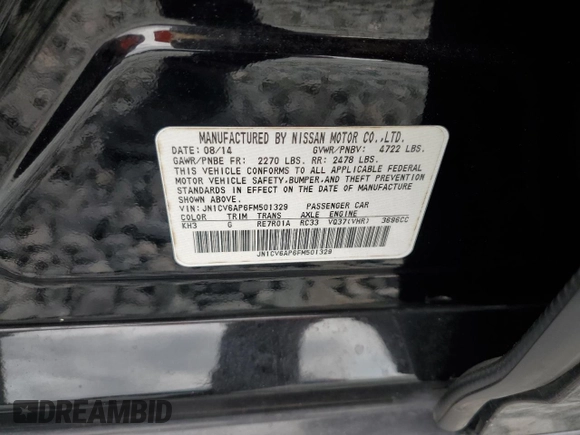 MANUFACTURED BY NISSAN MOTOR CO.,LTD.
DATE: 08/14 GVWR/PNBV: 4722 LBS.
GAWR/PNBE FR: 2270 LBS. RR: 2478 LBS.
THIS VEHICLE CONFORMS TO ALL APPLICABLE FEDERAL
MOTOR VEHICLE SAFETY,BUMPER,AND THEFT PREVENTION
STANDARDS IN EFFECT ON THE DATE OF MANUFACTURE
SHOWN ABOVE.
VIN: JN1CV6AP6FM501329 PASSENGER CAR
COLOR TRIM TRANS AXLE ENGINE
KH3 G RE7R01A RC33 VQ37(VHR) 3696CC
JN1CV6AP6FM501329
DREAMBID